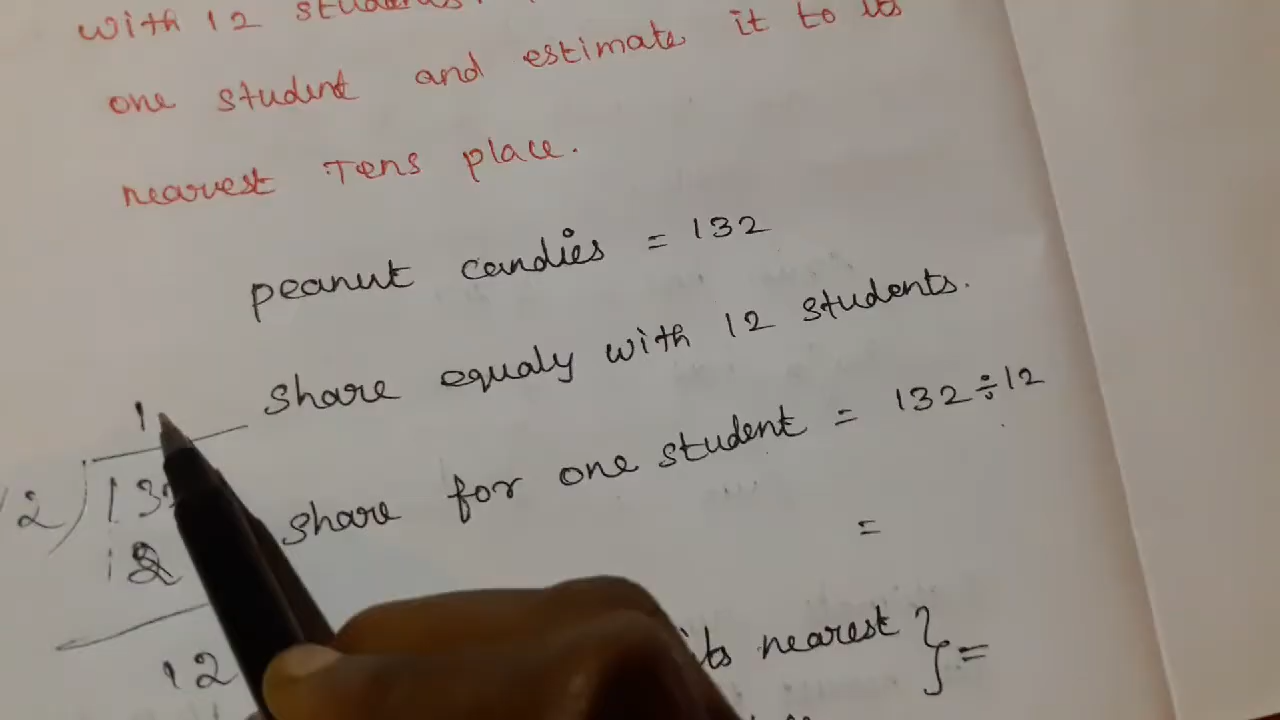 with 12 students.
one student and estimate it to its
nearest Tens place.
peanut candies = 132
share equaly with 12 students.
share for one student = 132 ÷ 12
=
its nearest } =
1
12 ) 13
12
12